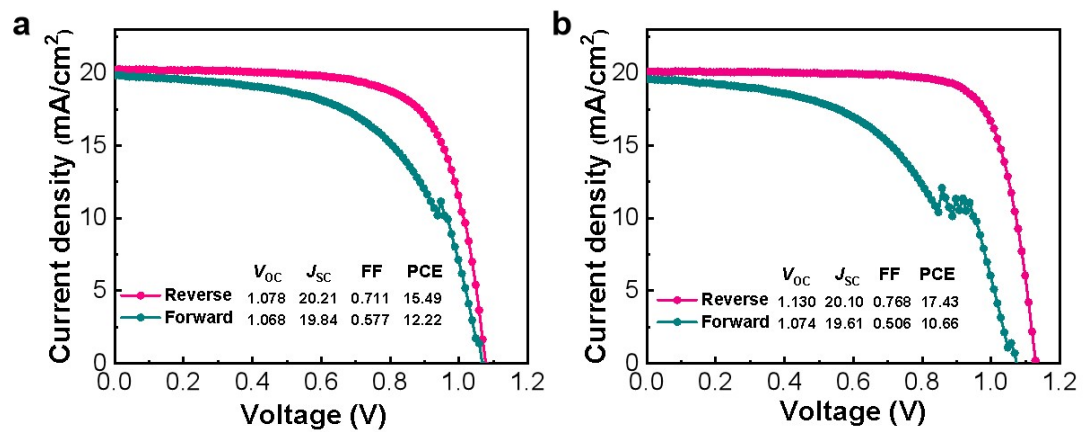 a
Current density (mA/cm²)
20
15
10
5
0
V_OC J_SC FF PCE
Reverse 1.078 20.21 0.711 15.49
Forward 1.068 19.84 0.577 12.22
0.0 0.2 0.4 0.6 0.8 1.0 1.2
Voltage (V)
b
Current density (mA/cm²)
20
15
10
5
0
V_OC J_SC FF PCE
Reverse 1.130 20.10 0.768 17.43
Forward 1.074 19.61 0.506 10.66
0.0 0.2 0.4 0.6 0.8 1.0 1.2
Voltage (V)